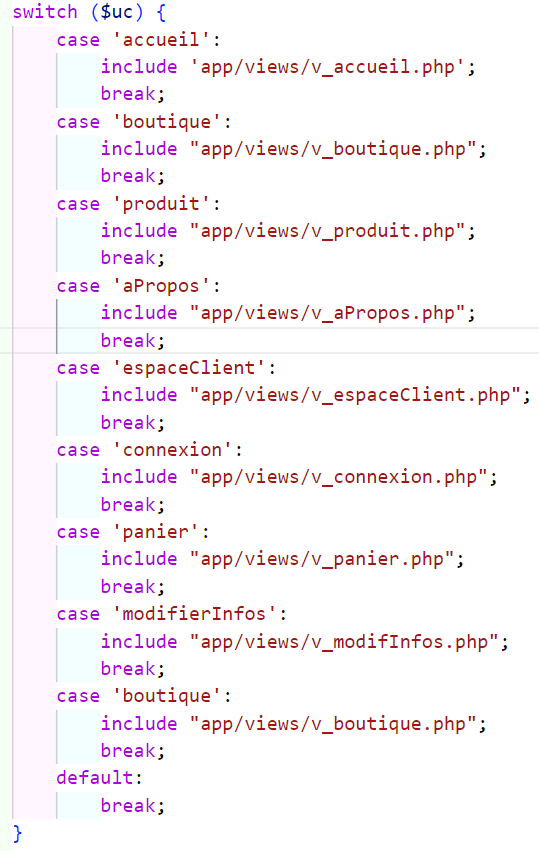 switch ($uc) {
    case 'accueil':
        include 'app/views/v_accueil.php';
        break;
    case 'boutique':
        include "app/views/v_boutique.php";
        break;
    case 'produit':
        include "app/views/v_produit.php";
        break;
    case 'aPropos':
        include "app/views/v_aPropos.php";
        break;
    case 'espaceClient':
        include "app/views/v_espaceClient.php";
        break;
    case 'connexion':
        include "app/views/v_connexion.php";
        break;
    case 'panier':
        include "app/views/v_panier.php";
        break;
    case 'modifierInfos':
        include "app/views/v_modifInfos.php";
        break;
    case 'boutique':
        include "app/views/v_boutique.php";
        break;
    default:
        break;
}